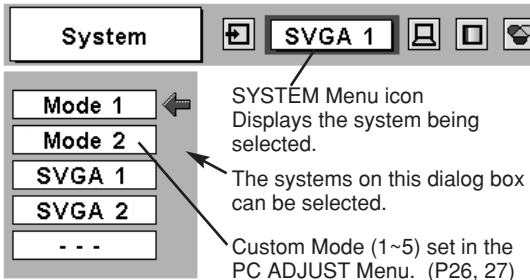 System
SVGA 1
Mode 1
Mode 2
SVGA 1
SVGA 2
- - -
SYSTEM Menu icon
Displays the system being
selected.
The systems on this dialog box
can be selected.
Custom Mode (1~5) set in the
PC ADJUST Menu. (P26, 27)